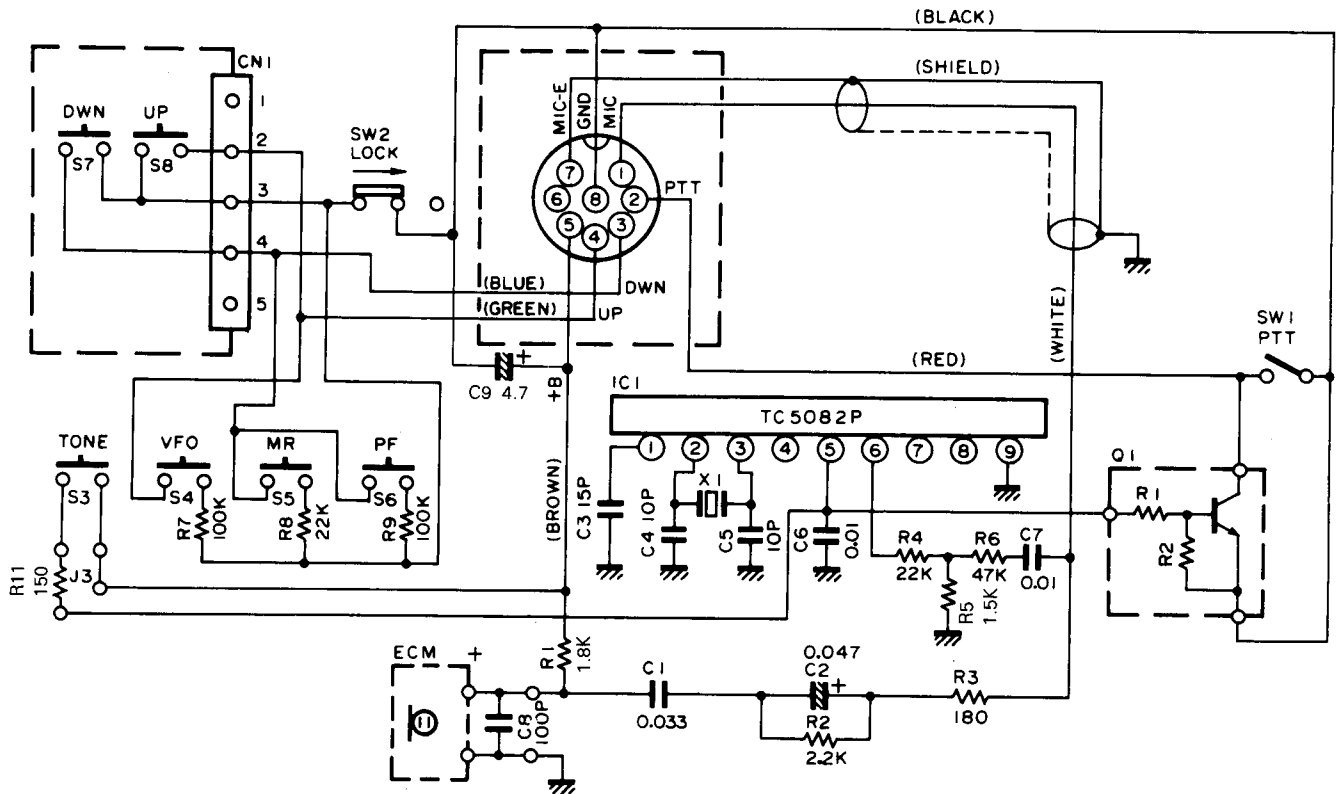 (BLACK)
CN1
(SHIELD)
MIC-E
GND
MIC
1
DWN
UP
2
SW2
LOCK
S7
S8
3
7
1
6
8
2
PTT
5
4
3
4
5
(BLUE)
DWN
(GREEN)
UP
(WHITE)
SW1
PTT
(RED)
C9 4.7
+
+B
IC1
TC5082P
TONE
VFO
MR
PF
1
2
3
4
5
6
7
8
9
S3
S4
S5
S6
X1
Q1
R7
100K
R8
22K
R9
100K
(BROWN)
C3 15P
C4 10P
C5
10P
C6
0.01
R4
22K
R6
47K
C7
0.01
R1
R2
R11
150
J3
R5
1.5K
ECM
+
R1
1.8K
C1
0.033
0.047
C2
+
R3
180
C8
100P
R2
2.2K